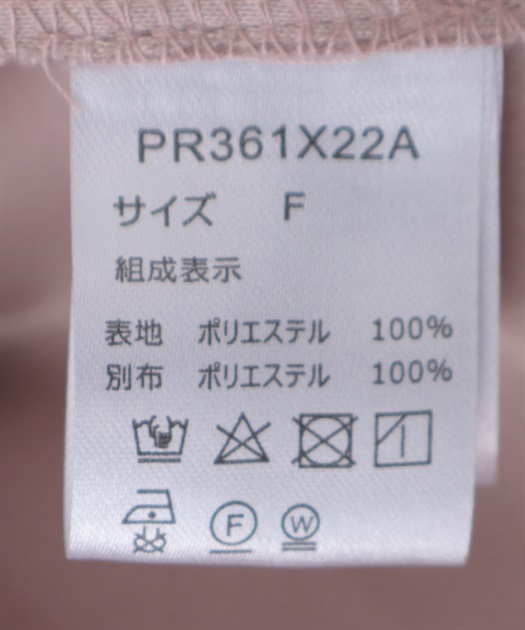 PR361X22A
サイズ F
組成表示
表地 ポリエステル 100%
別布 ポリエステル 100%
F W